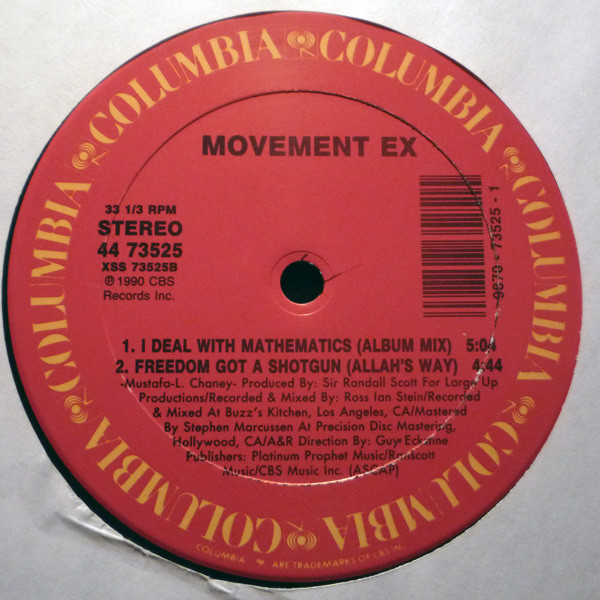 COLUMBIA COLUMBIA COLUMBIA COLUMBIA COLUMBIA COLUMBIA COLUMBIA COLUMBIA
MOVEMENT EX
33 1/3 RPM
STEREO
44 73525
XSS 73525B
℗ 1990 CBS
Records Inc.
9870 - 73525 - 1
1. I DEAL WITH MATHEMATICS (ALBUM MIX) 5:04
2. FREEDOM GOT A SHOTGUN (ALLAH'S WAY) 4:44
-Mustafa-L. Chaney- Produced By: Sir Randall Scott For Large Up
Productions/Recorded & Mixed By: Ross Ian Stein/Recorded
& Mixed At Buzz's Kitchen, Los Angeles, CA/Mastered
By Stephen Marcussen At Precision Disc Mastering,
Hollywood, CA/A&R Direction By: Guy Eckstine
Publishers: Platinum Prophet Music/Ranscott
Music/CBS Music Inc. (ASCAP)
COLUMBIA ARE TRADEMARKS OF CBS INC.